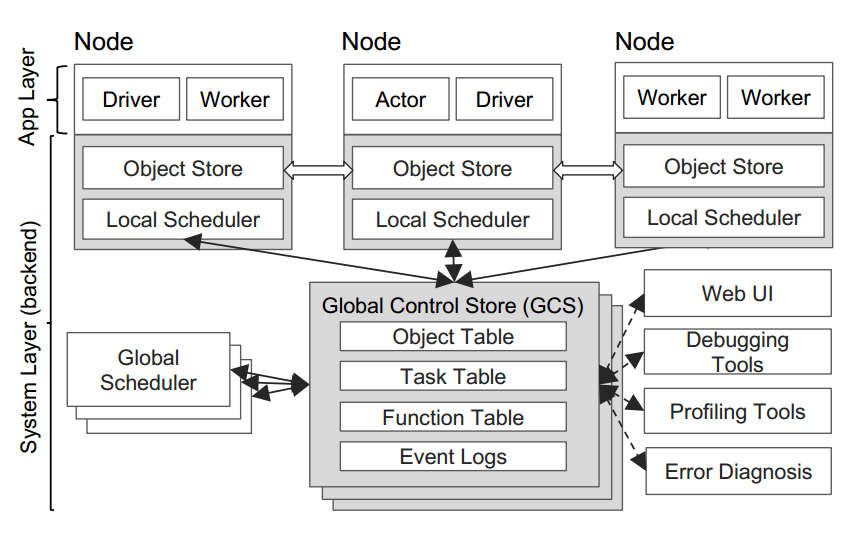 Node
Node
Node
App Layer
Driver
Worker
Actor
Driver
Worker
Worker
Object Store
Object Store
Object Store
Local Scheduler
Local Scheduler
Local Scheduler
System Layer (backend)
Global Control Store (GCS)
Object Table
Task Table
Function Table
Event Logs
Global
Scheduler
Web UI
Debugging
Tools
Profiling Tools
Error Diagnosis